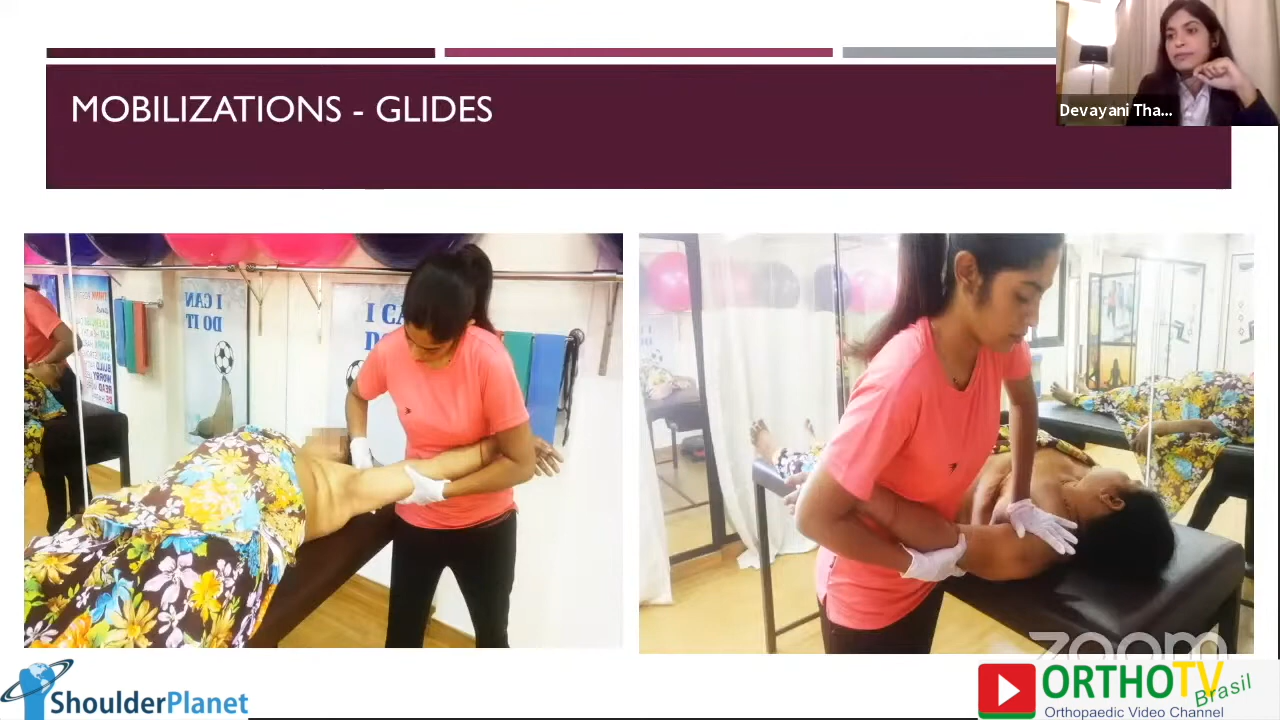 MOBILIZATIONS - GLIDES
Devayani Tha...
I CAN
DO IT
I CA
zoom
ShoulderPlanet
ORTHOTV
Brasil
Orthopaedic Video Channel